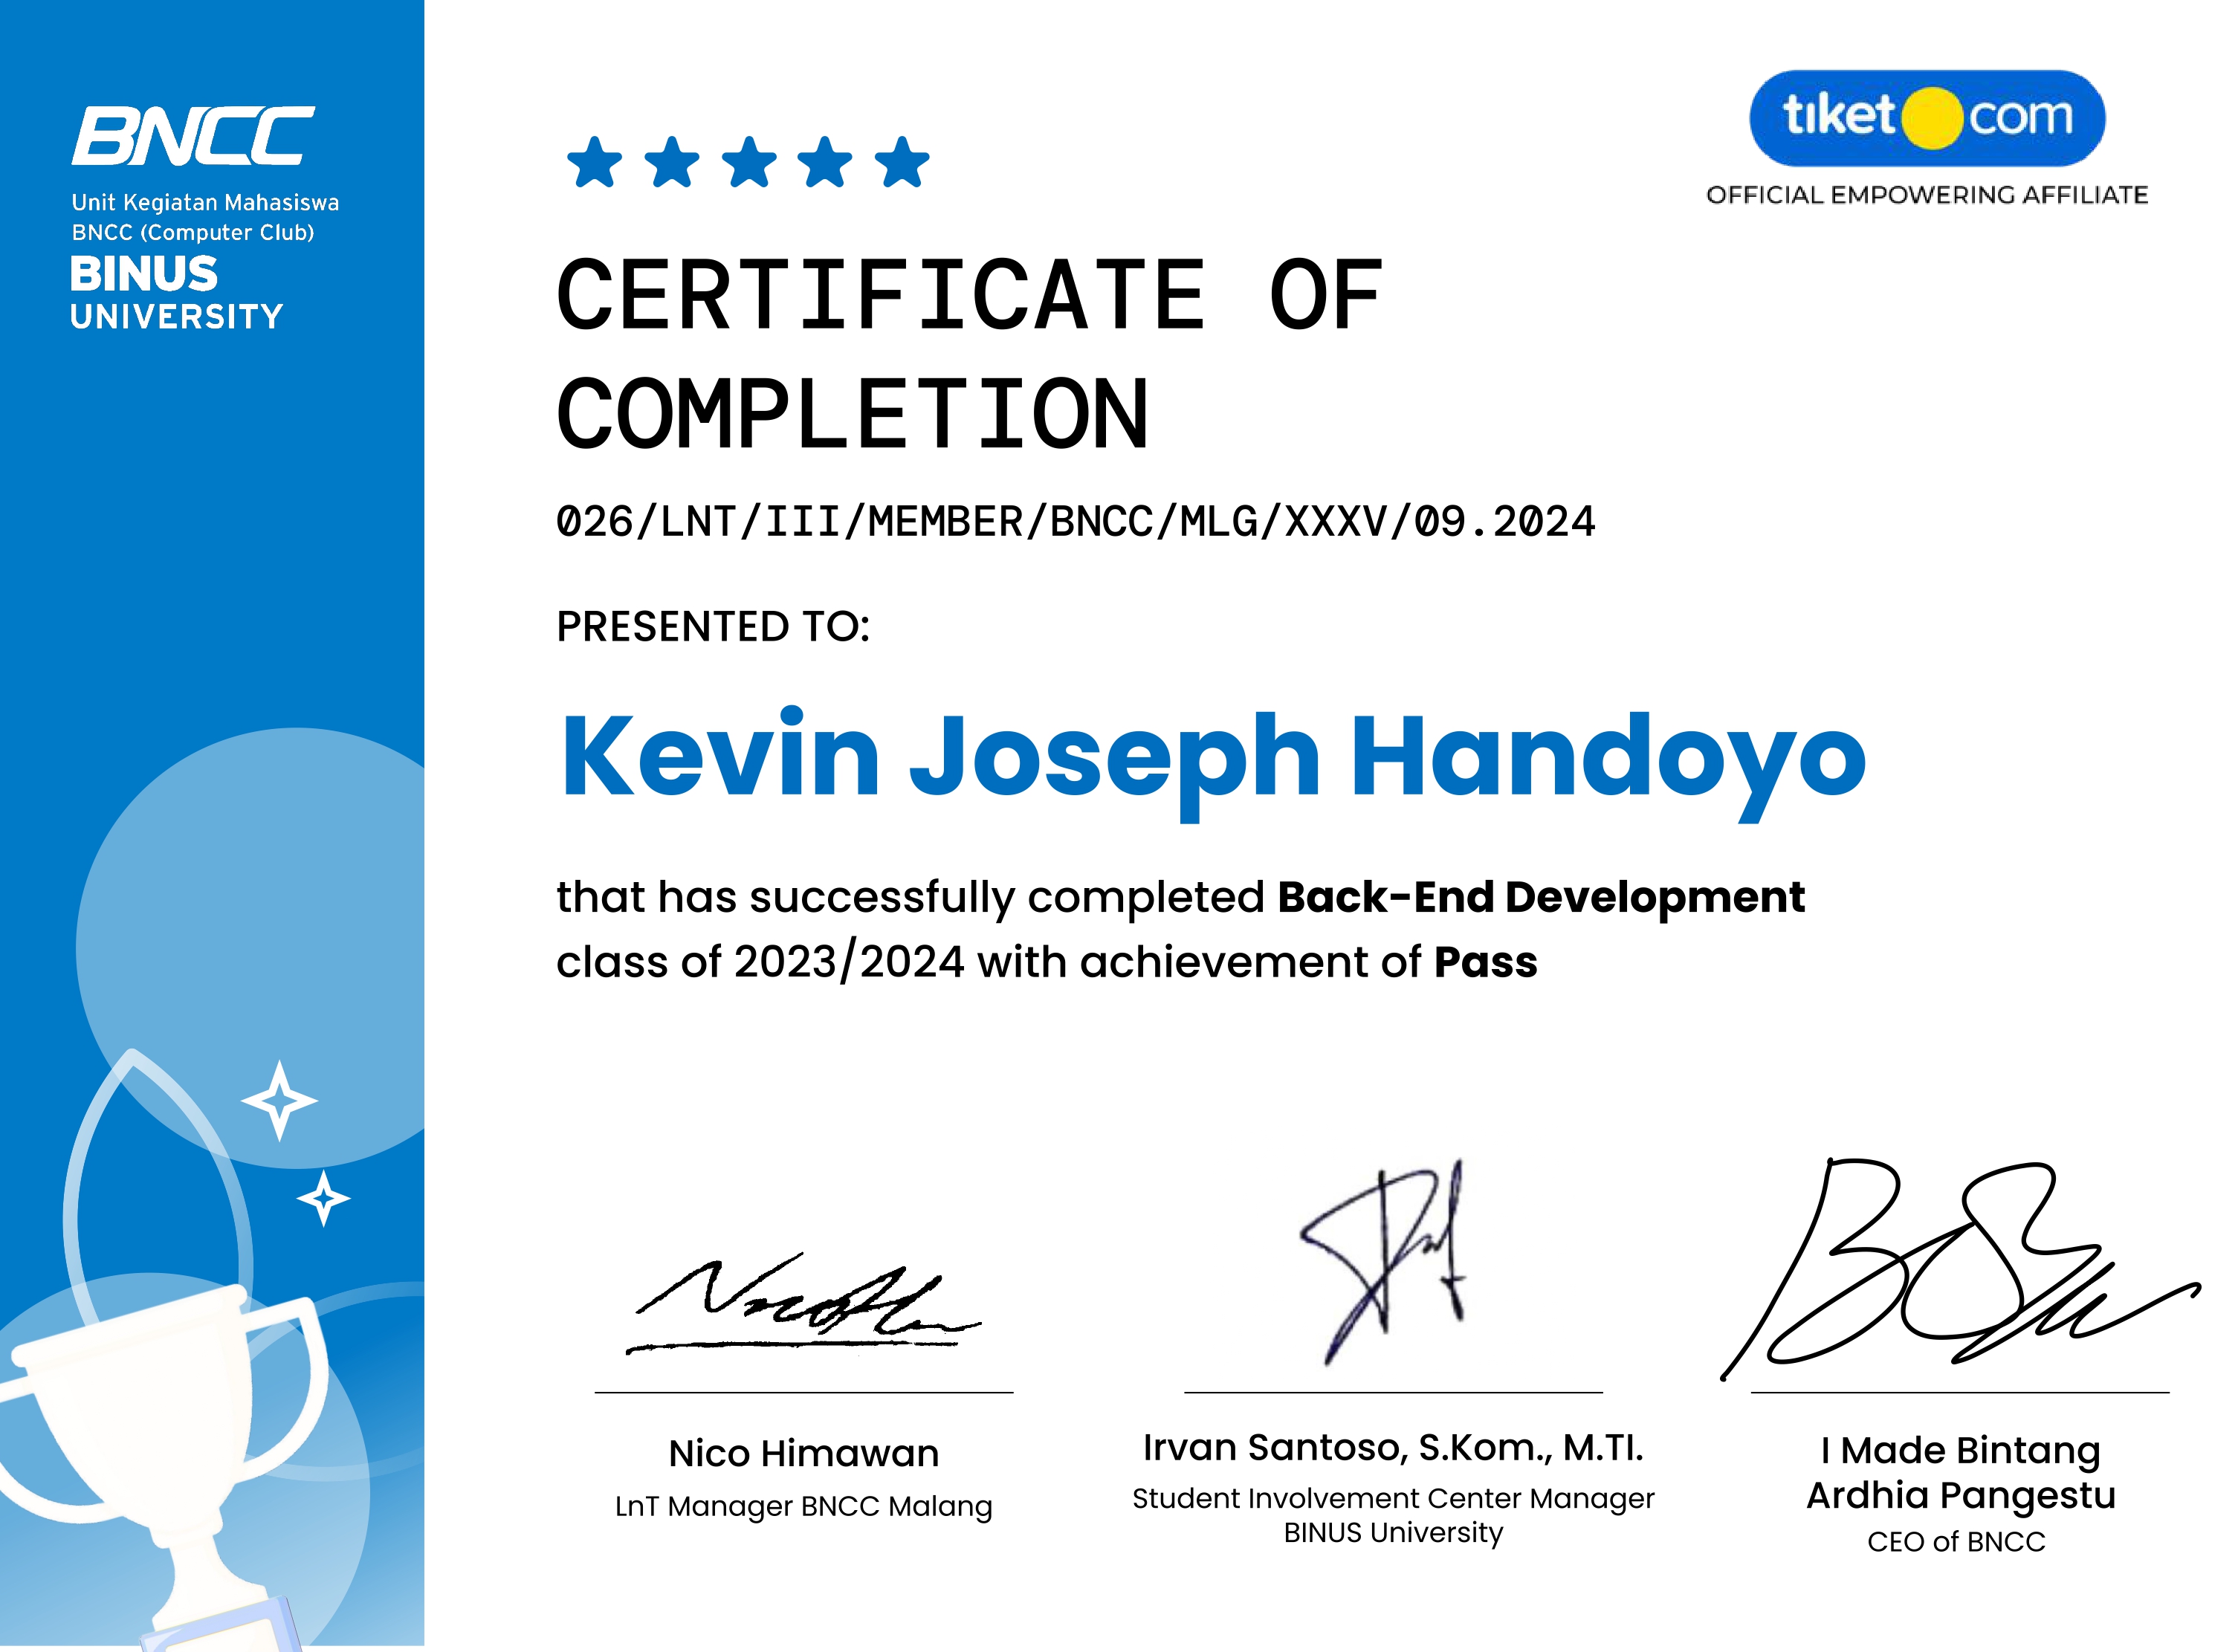 BNCC
Unit Kegiatan Mahasiswa
BNCC (Computer Club)
BINUS
UNIVERSITY
tiket com
OFFICIAL EMPOWERING AFFILIATE
CERTIFICATE OF
COMPLETION
026/LNT/III/MEMBER/BNCC/MLG/XXXV/09.2024
PRESENTED TO:
Kevin Joseph Handoyo
that has successfully completed Back-End Development
class of 2023/2024 with achievement of Pass
Nico Himawan
LnT Manager BNCC Malang
Irvan Santoso, S.Kom., M.TI.
Student Involvement Center Manager
BINUS University
I Made Bintang
Ardhia Pangestu
CEO of BNCC